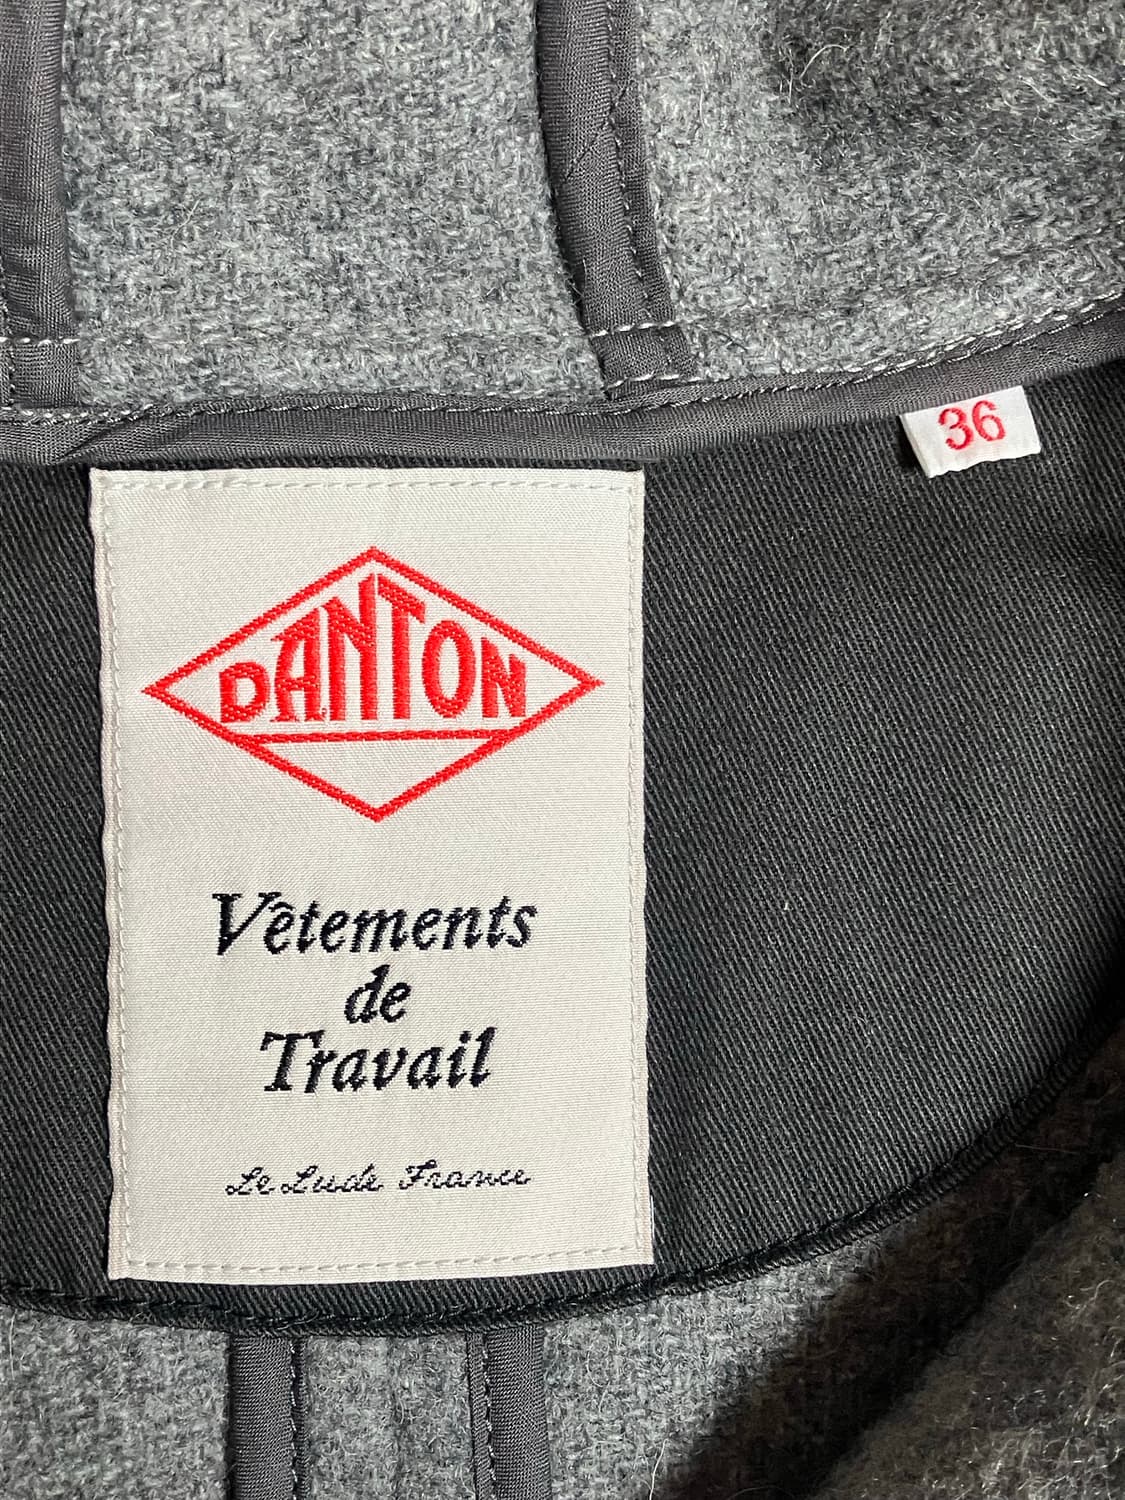 36
DANTON
Vêtements
de
Travail
Le Lude France